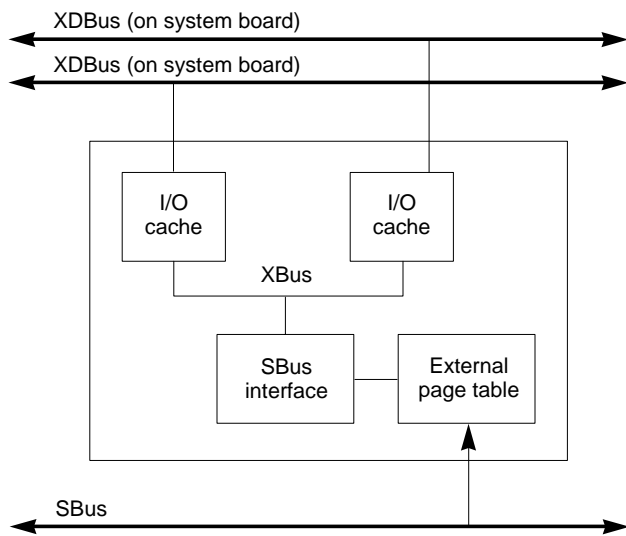 XDBus (on system board)
XDBus (on system board)
I/O
cache
I/O
cache
XBus
SBus
interface
External
page table
SBus